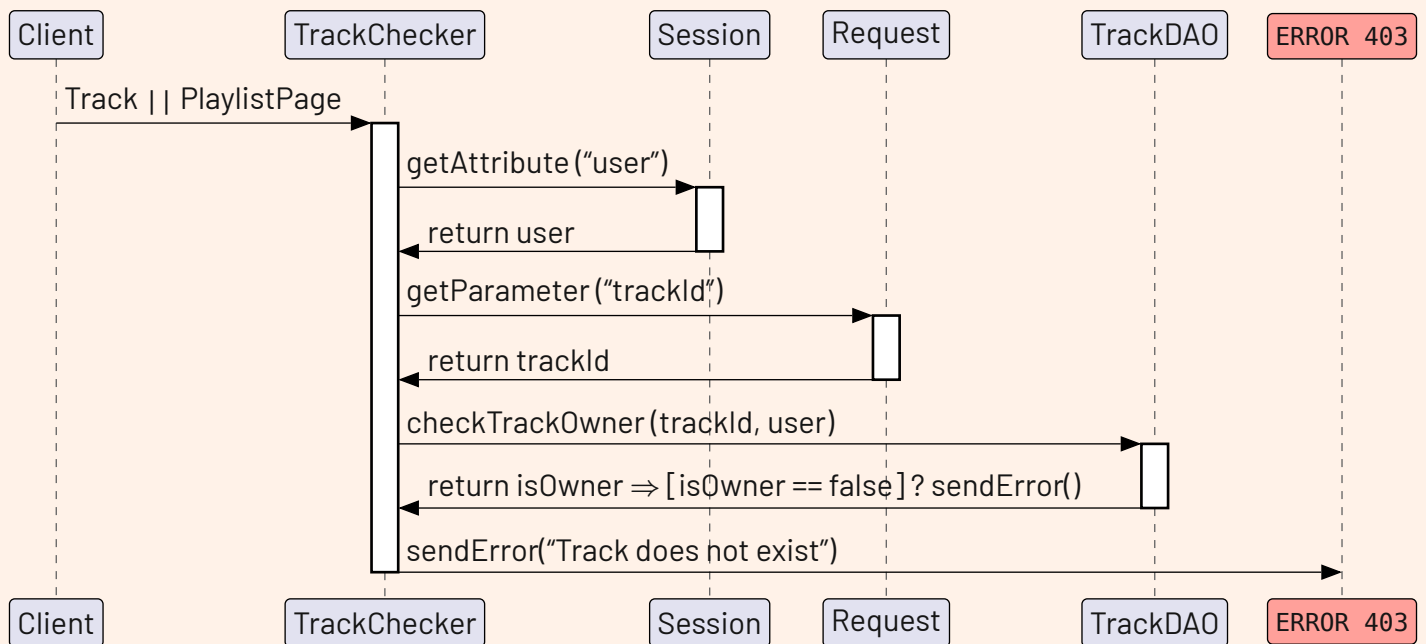 Client TrackChecker Session Request TrackDAO ERROR 403
Track || PlaylistPage
getAttribute (“user”)
return user
getParameter (“trackId”)
return trackId
checkTrackOwner (trackId, user)
return isOwner ⇒ [isOwner == false] ? sendError()
sendError(“Track does not exist”)
Client TrackChecker Session Request TrackDAO ERROR 403